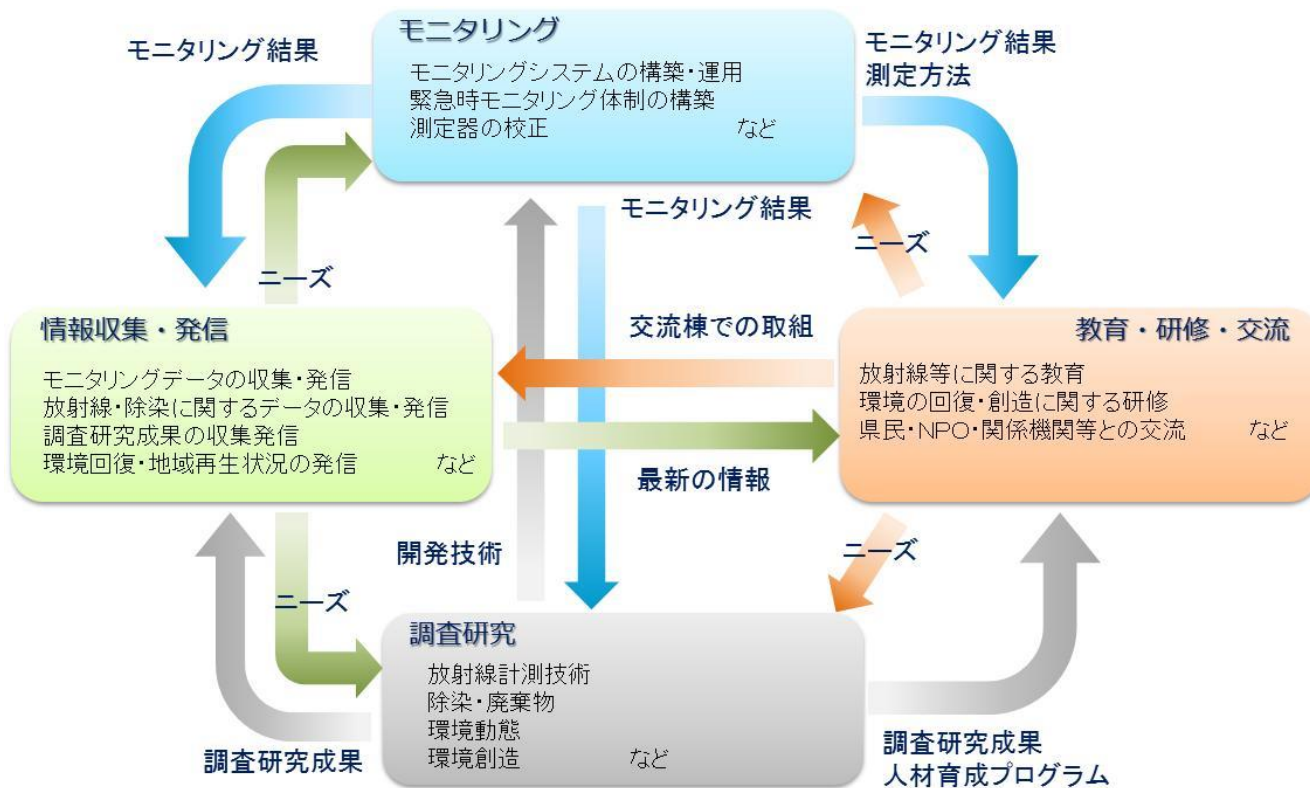 モニタリング
モニタリング結果
モニタリング結果
測定方法
モニタリングシステムの構築・運用
緊急時モニタリング体制の構築
測定器の校正 など
モニタリング結果
ニーズ
ニーズ
情報収集・発信
モニタリングデータの収集・発信
放射線・除染に関するデータの収集・発信
調査研究成果の収集発信
環境回復・地域再生状況の発信 など
交流棟での取組
教育・研修・交流
放射線等に関する教育
環境の回復・創造に関する研修
県民・NPO・関係機関等との交流 など
最新の情報
開発技術
ニーズ
ニーズ
調査研究
放射線計測技術
除染・廃棄物
環境動態
環境創造 など
調査研究成果
調査研究成果
人材育成プログラム